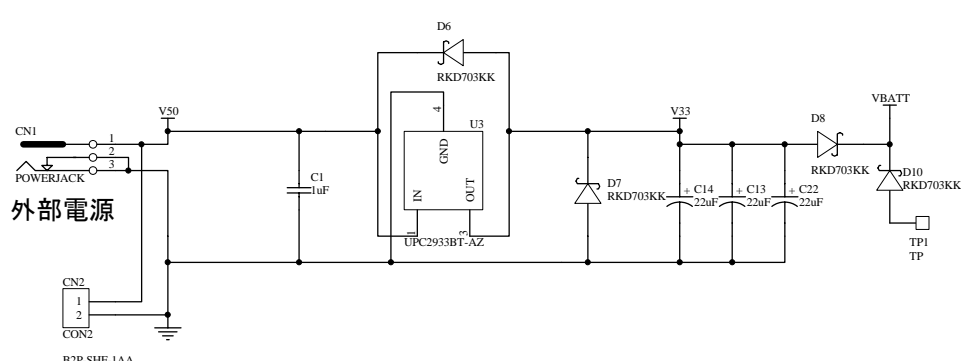 D6
RKD703KK
V50
CN1
1
2
3
POWERJACK
外部電源
C1
1uF
4
U3
GND
IN
OUT
1
3
UPC2933BT-AZ
D7
RKD703KK
V33
+
C14
22uF
+
C13
22uF
+
C22
22uF
D8
RKD703KK
VBATT
D10
RKD703KK
TP1
TP
CN2
1
2
CON2
B2P-SHF-1AA